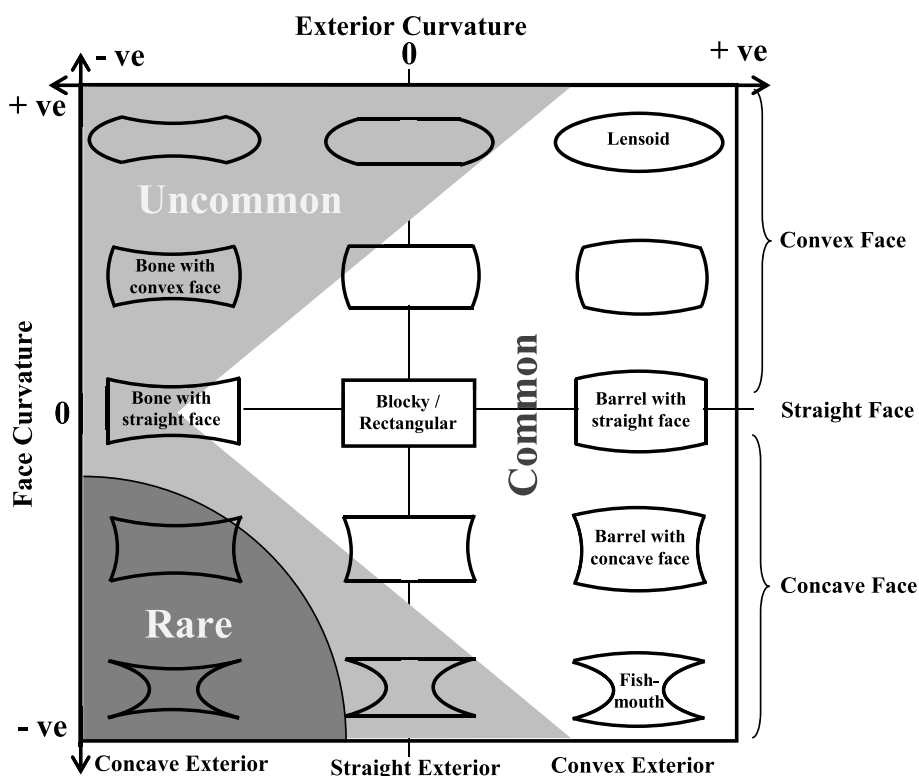 Exterior Curvature
- ve
0
+ ve
+ ve
Lensoid
Uncommon
Convex Face
Bone with
convex face
Common
Face Curvature
0
Bone with
straight face
Blocky /
Rectangular
Barrel with
straight face
Straight Face
Barrel with
concave face
Concave Face
Rare
Fish-
mouth
- ve
Concave Exterior
Straight Exterior
Convex Exterior